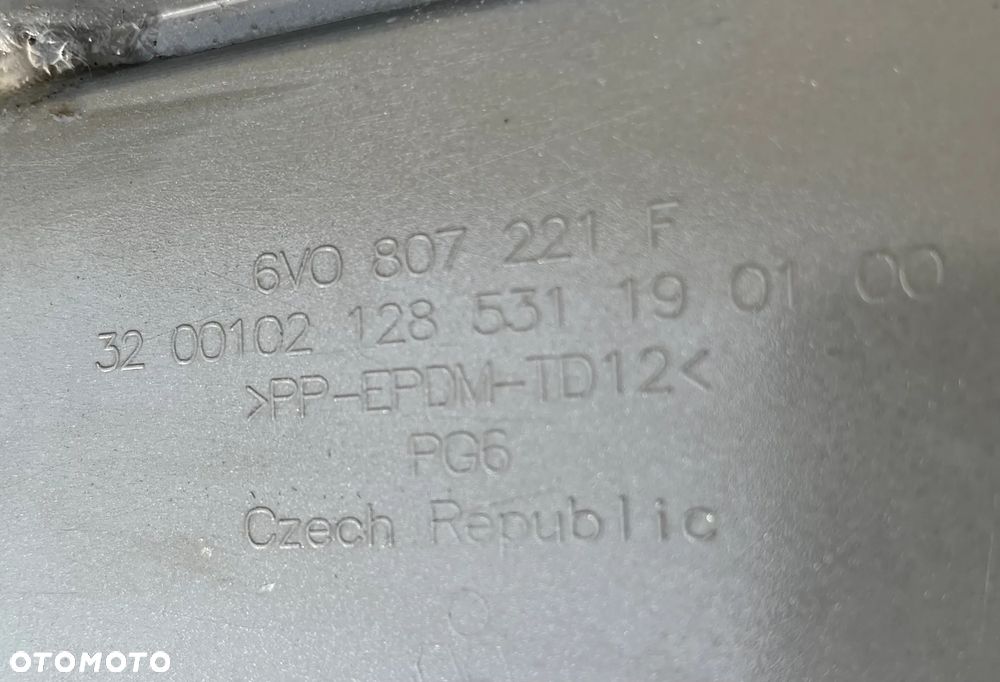 6V0 807 221 F
32 00102 128 531 19 01 00
>PP-EPDM-TD12<
PG6
Czech Republic
OTOMOTO